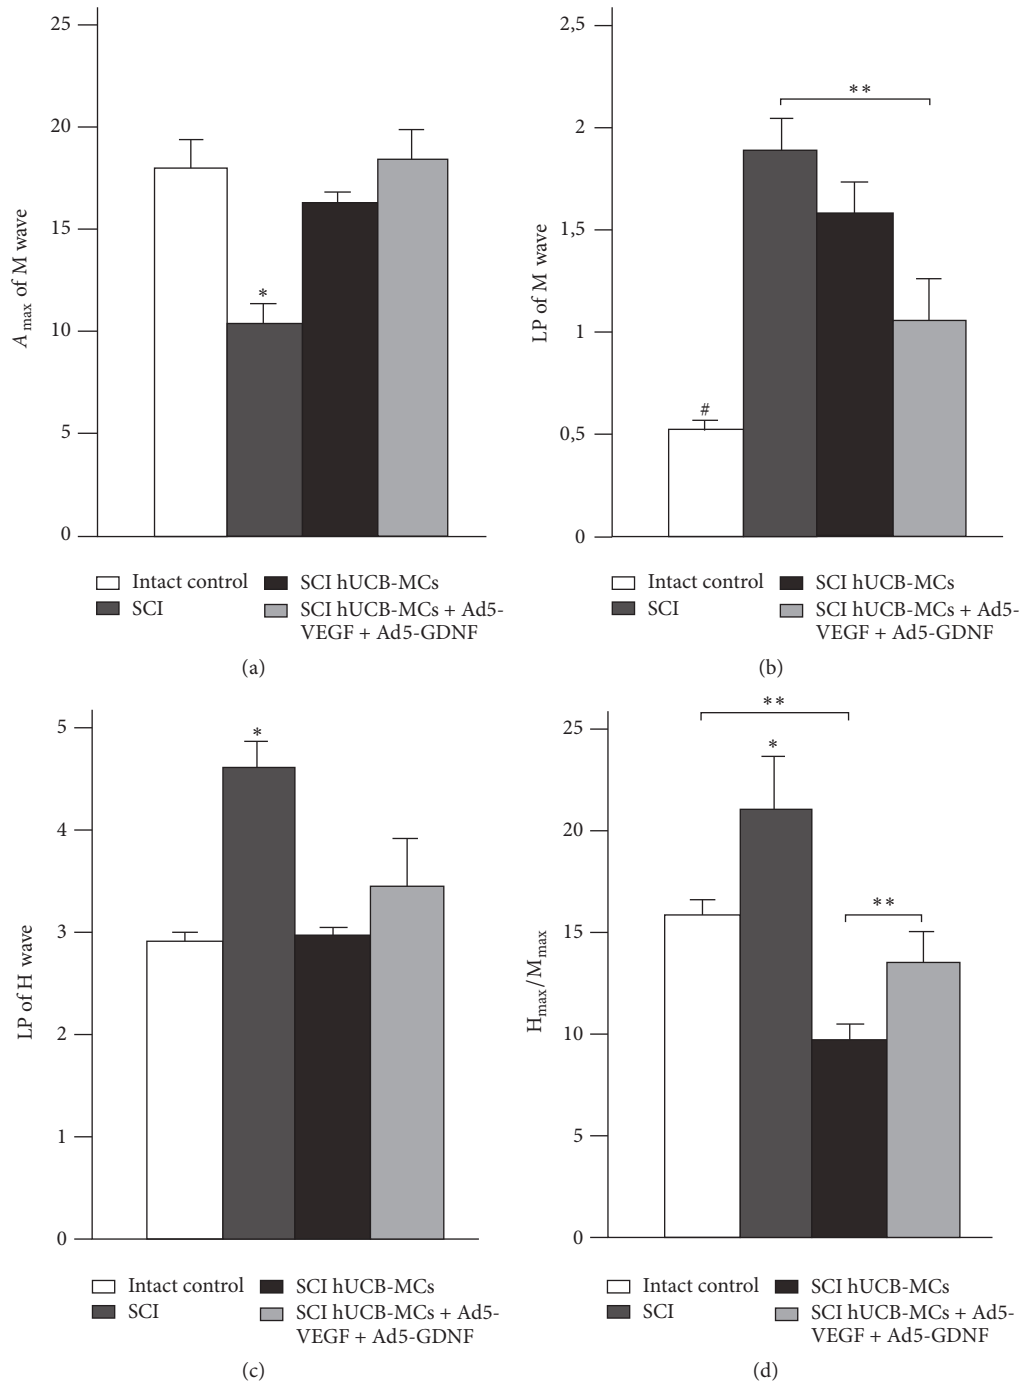 25
20
15
10
5
0
A max of M wave
*
Intact control
SCI
SCI hUCB-MCs
SCI hUCB-MCs + Ad5-
VEGF + Ad5-GDNF
(a)
2,5
2
1,5
1
0,5
0
LP of M wave
**
#
Intact control
SCI
SCI hUCB-MCs
SCI hUCB-MCs + Ad5-
VEGF + Ad5-GDNF
(b)
5
4
3
2
1
0
LP of H wave
*
Intact control
SCI
SCI hUCB-MCs
SCI hUCB-MCs + Ad5-
VEGF + Ad5-GDNF
(c)
25
20
15
10
5
0
Hmax/Mmax
**
*
**
Intact control
SCI
SCI hUCB-MCs
SCI hUCB-MCs + Ad5-
VEGF + Ad5-GDNF
(d)